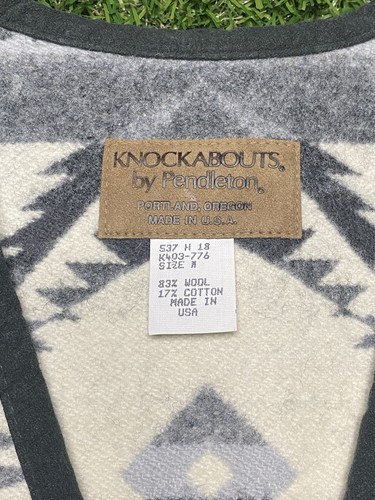 KNOCKABOUTS®
by Pendleton®
PORTLAND, OREGON
MADE IN U.S.A.
537 H 18
K403-776
SIZE M
83% WOOL
17% COTTON
MADE IN
USA